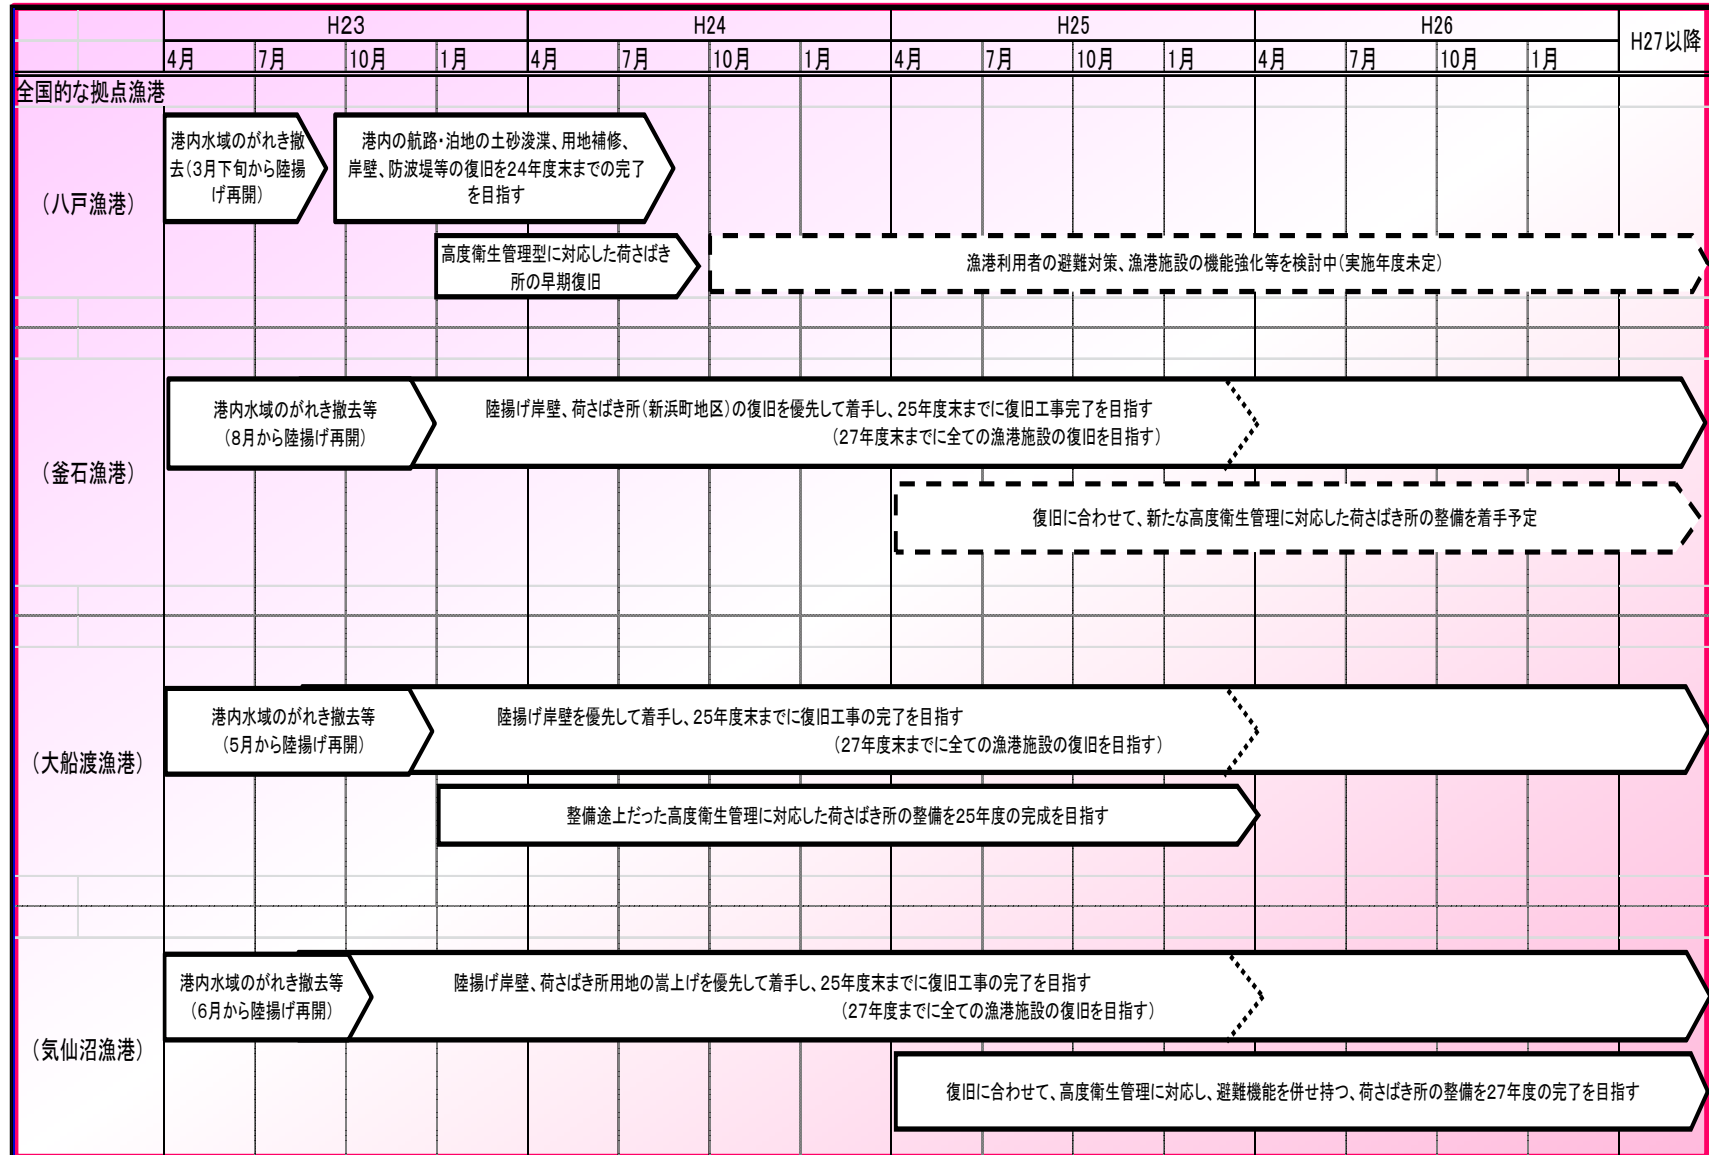 H23 H24 H25 H26 H27以降
4月 7月 10月 1月 4月 7月 10月 1月 4月 7月 10月 1月 4月 7月 10月 1月
全国的な拠点漁港
(八戸漁港)
港内水域のがれき撤
去(3月下旬から陸揚
げ再開)
港内の航路・泊地の土砂浚渫、用地補修、
岸壁、防波堤等の復旧を24年度末までの完了
を目指す
高度衛生管理型に対応した荷さばき
所の早期復旧
漁港利用者の避難対策、漁港施設の機能強化等を検討中(実施年度未定)
(釜石漁港)
港内水域のがれき撤去等
(8月から陸揚げ再開)
陸揚げ岸壁、荷さばき所(新浜町地区)の復旧を優先して着手し、25年度末までに復旧工事完了を目指す
(27年度末までに全ての漁港施設の復旧を目指す)
復旧に合わせて、新たな高度衛生管理に対応した荷さばき所の整備を着手予定
(大船渡漁港)
港内水域のがれき撤去等
(5月から陸揚げ再開)
陸揚げ岸壁を優先して着手し、25年度末までに復旧工事の完了を目指す
(27年度末までに全ての漁港施設の復旧を目指す)
整備途上だった高度衛生管理に対応した荷さばき所の整備を25年度の完成を目指す
(気仙沼漁港)
港内水域のがれき撤去等
(6月から陸揚げ再開)
陸揚げ岸壁、荷さばき所用地の嵩上げを優先して着手し、25年度末までに復旧工事の完了を目指す
(27年度までに全ての漁港施設の復旧を目指す)
復旧に合わせて、高度衛生管理に対応し、避難機能を併せ持つ、荷さばき所の整備を27年度の完了を目指す